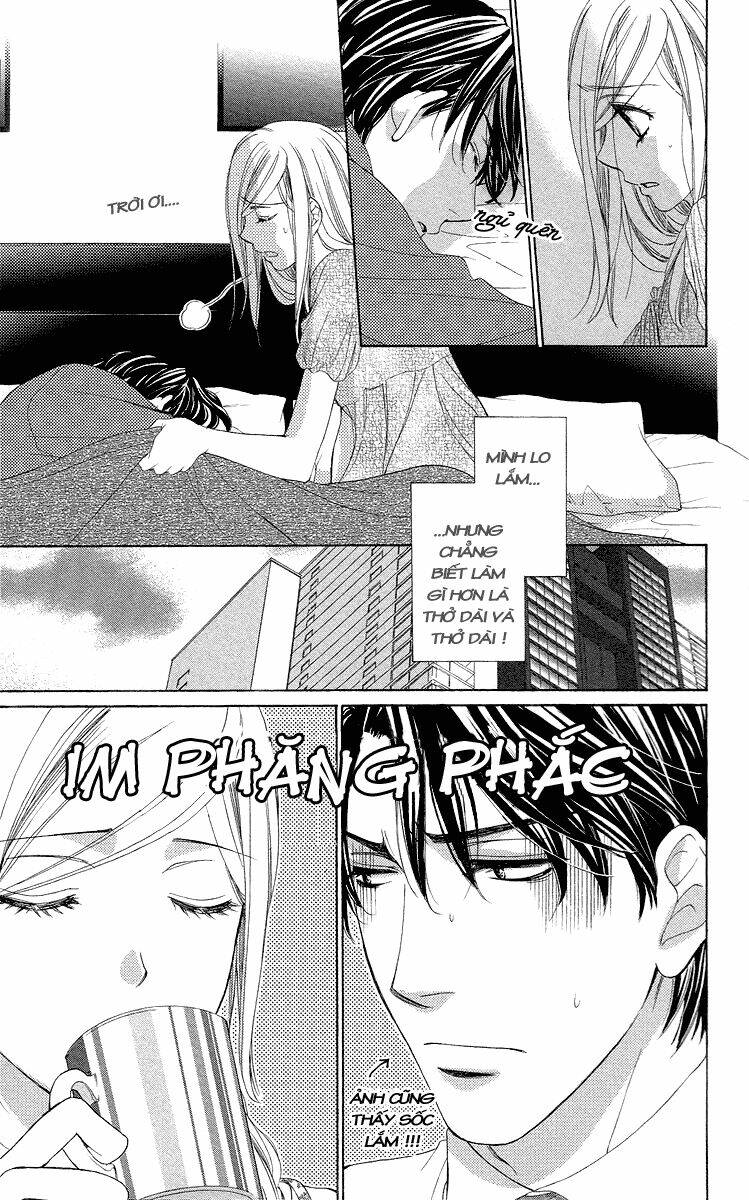 ngủ quên
TRỜI ƠI....
MÌNH LO
LẮM...
...NHƯNG
CHẲNG
BIẾT LÀM
GÌ HƠN LÀ
THỞ DÀI VÀ
THỞ DÀI !
IM PHĂNG PHẮC
ẢNH CŨNG
THẤY SỐC
LẮM !!!